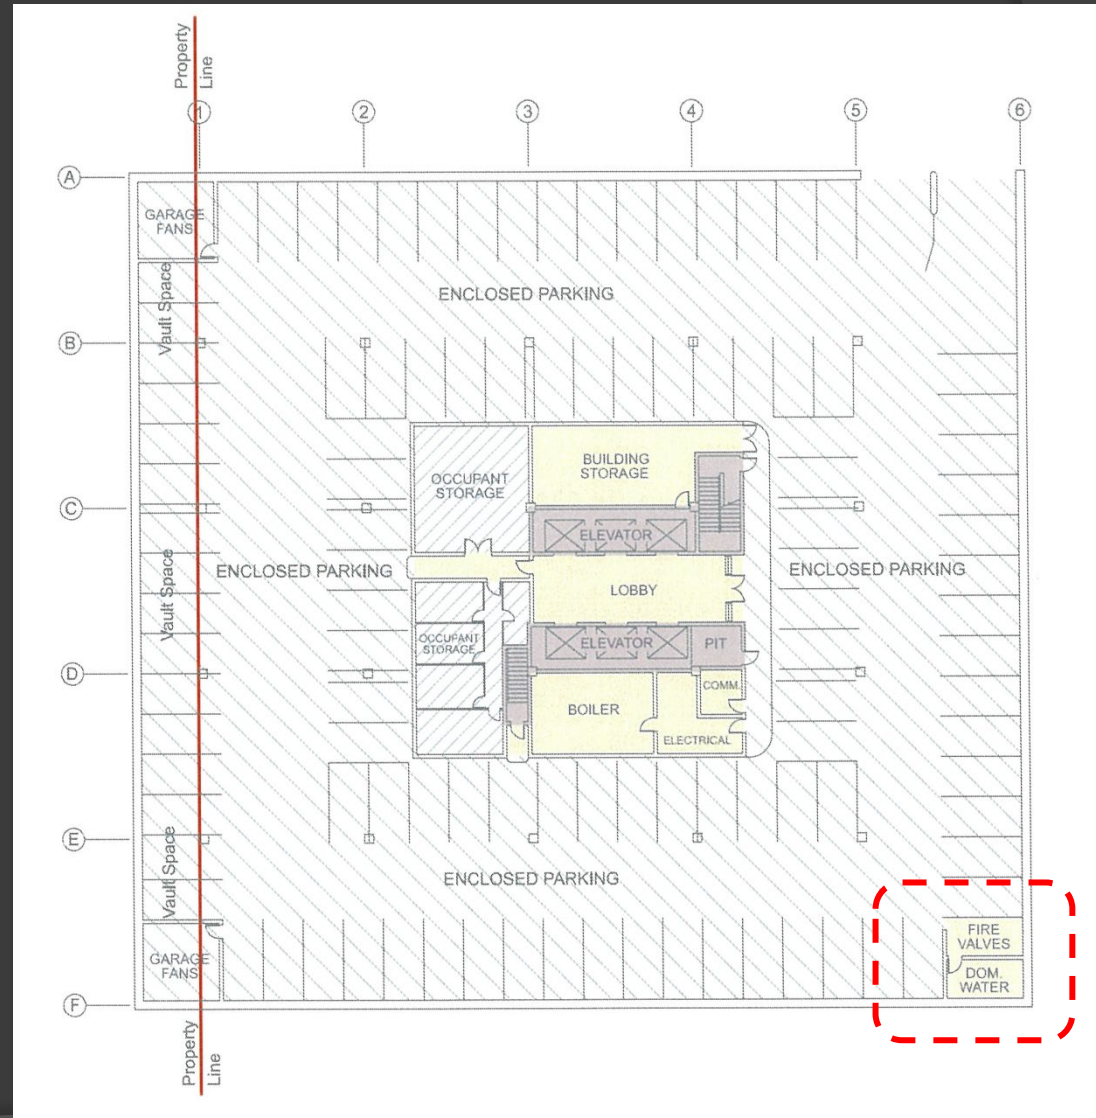 Property
Line
1
2
3
4
5
6
A
GARAGE
FANS
Vault Space
ENCLOSED PARKING
B
BUILDING
STORAGE
OCCUPANT
STORAGE
C
ELEVATOR
Vault Space
ENCLOSED PARKING
ENCLOSED PARKING
LOBBY
OCCUPANT
STORAGE
ELEVATOR
PIT
D
COMM.
BOILER
ELECTRICAL
E
Vault Space
ENCLOSED PARKING
FIRE
VALVES
GARAGE
FANS
DOM.
WATER
F
Property
Line